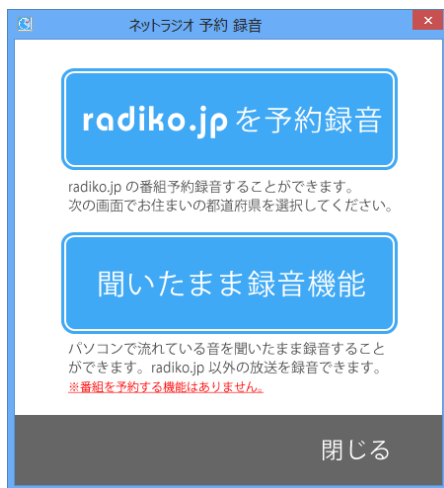 ネットラジオ 予約 録音
radiko.jpを予約録音
radiko.jp の番組予約録音することができます。
次の画面でお住まいの都道府県を選択してください。
聞いたまま録音機能
パソコンで流れている音を聞いたまま録音すること
ができます。radiko.jp 以外の放送を録音できます。
※番組を予約する機能はありません。
閉じる